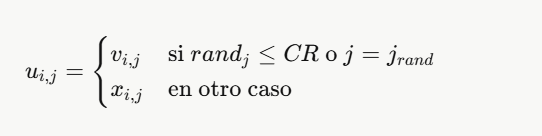 u_{i,j} = { v_{i,j} si rand_j ≤ CR o j = j_{rand}
x_{i,j} en otro caso